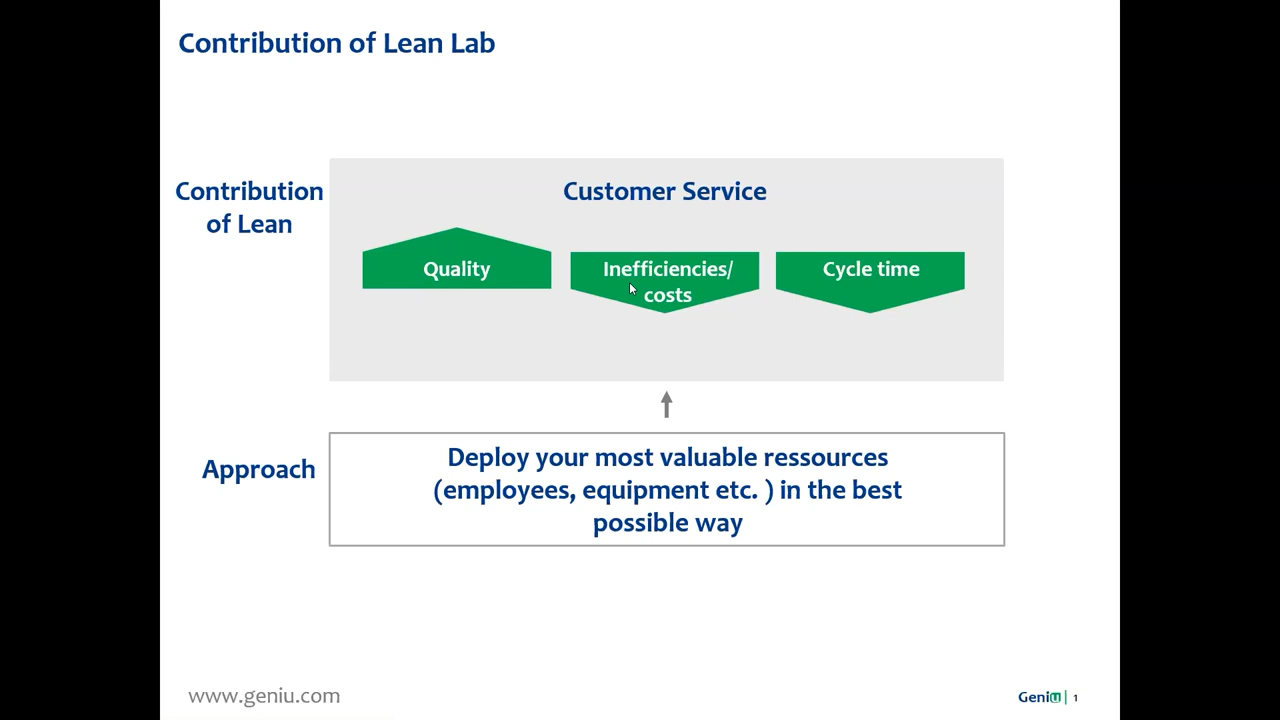 Contribution of Lean Lab
Contribution
of Lean
Customer Service
Quality
Inefficiencies/
costs
Cycle time
Approach
Deploy your most valuable ressources
(employees, equipment etc. ) in the best
possible way
www.geniu.com
Geniu | 1